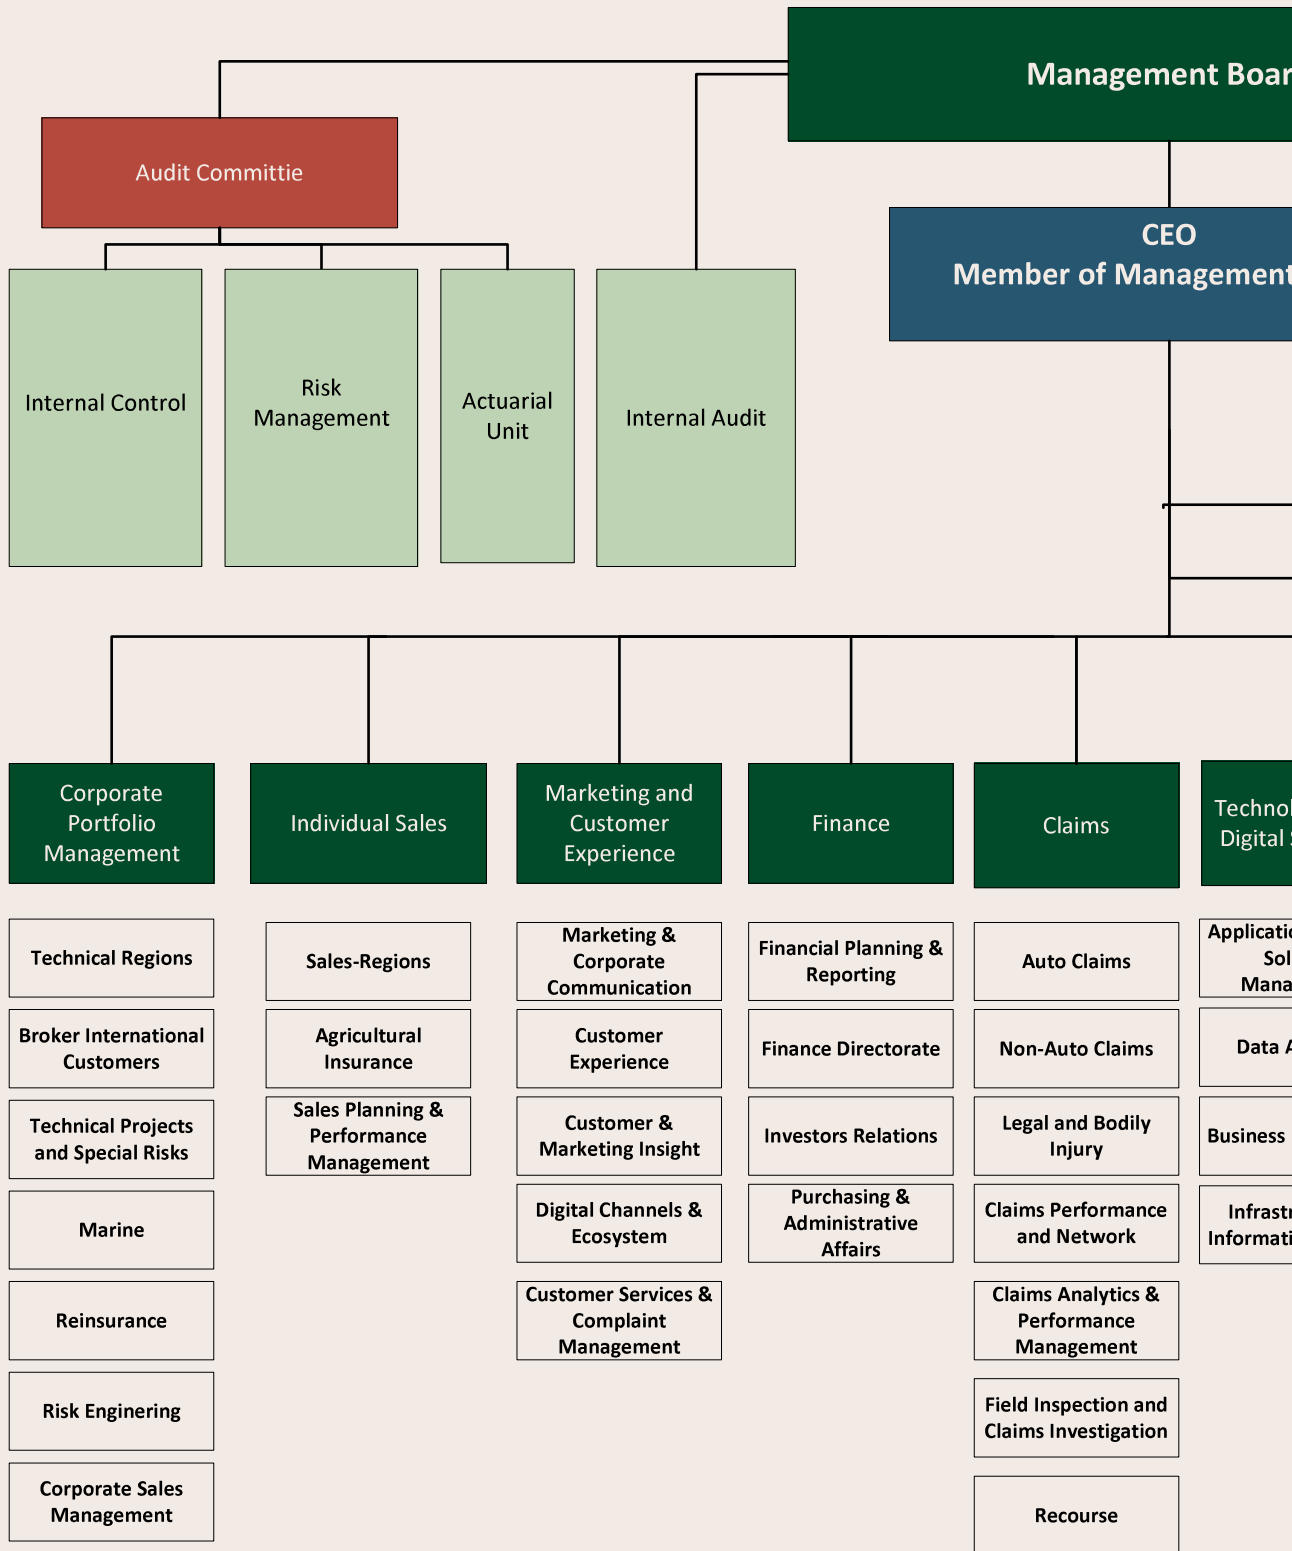 Management Boar
Audit Committie
CEO
Member of Management
Internal Control
Risk
Management
Actuarial
Unit
Internal Audit
Corporate
Portfolio
Management
Individual Sales
Marketing and
Customer
Experience
Finance
Claims
Technol
Digital
Technical Regions
Broker International
Customers
Technical Projects
and Special Risks
Marine
Reinsurance
Risk Enginering
Corporate Sales
Management
Sales-Regions
Agricultural
Insurance
Sales Planning &
Performance
Management
Marketing &
Corporate
Communication
Customer
Experience
Customer &
Marketing Insight
Digital Channels &
Ecosystem
Customer Services &
Complaint
Management
Financial Planning &
Reporting
Finance Directorate
Investors Relations
Purchasing &
Administrative
Affairs
Auto Claims
Non-Auto Claims
Legal and Bodily
Injury
Claims Performance
and Network
Claims Analytics &
Performance
Management
Field Inspection and
Claims Investigation
Recourse
Applicatio
Sol
Mana
Data A
Business
Infrastr
Informati